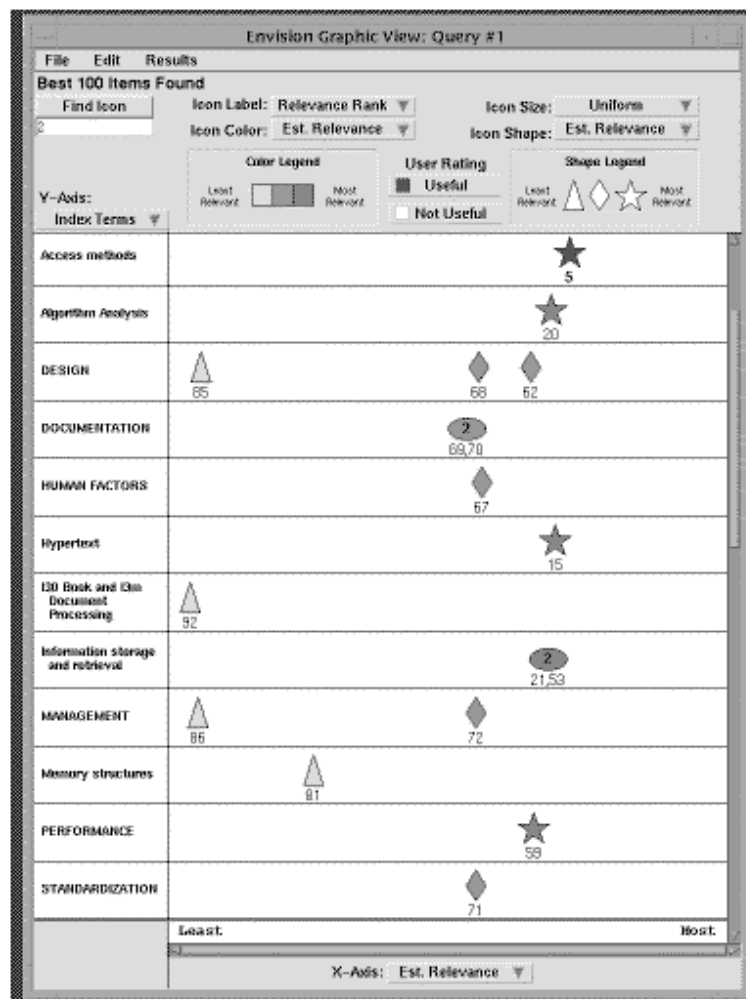 Envision Graphic View: Query #1
File Edit Results
Best 100 Items Found
Find Icon
2
Icon Label: Relevance Rank
Icon Size: Uniform
Icon Color: Est. Relevance
Icon Shape: Est. Relevance
Color Legend
Least Relevant
Most Relevant
User Rating
Useful
Not Useful
Shape Legend
Least Relevant
Most Relevant
Y-Axis:
Index Terms
Access methods
5
Algorithm Analysis
20
DESIGN
85 68 62
DOCUMENTATION
2
69,70
HUMAN FACTORS
67
Hypertext
15
I30 Book and I3m
Document
Processing
92
Information storage
and retrieval
2
21,53
MANAGEMENT
86 72
Memory structures
81
PERFORMANCE
59
STANDARDIZATION
71
Least Most
X-Axis: Est. Relevance